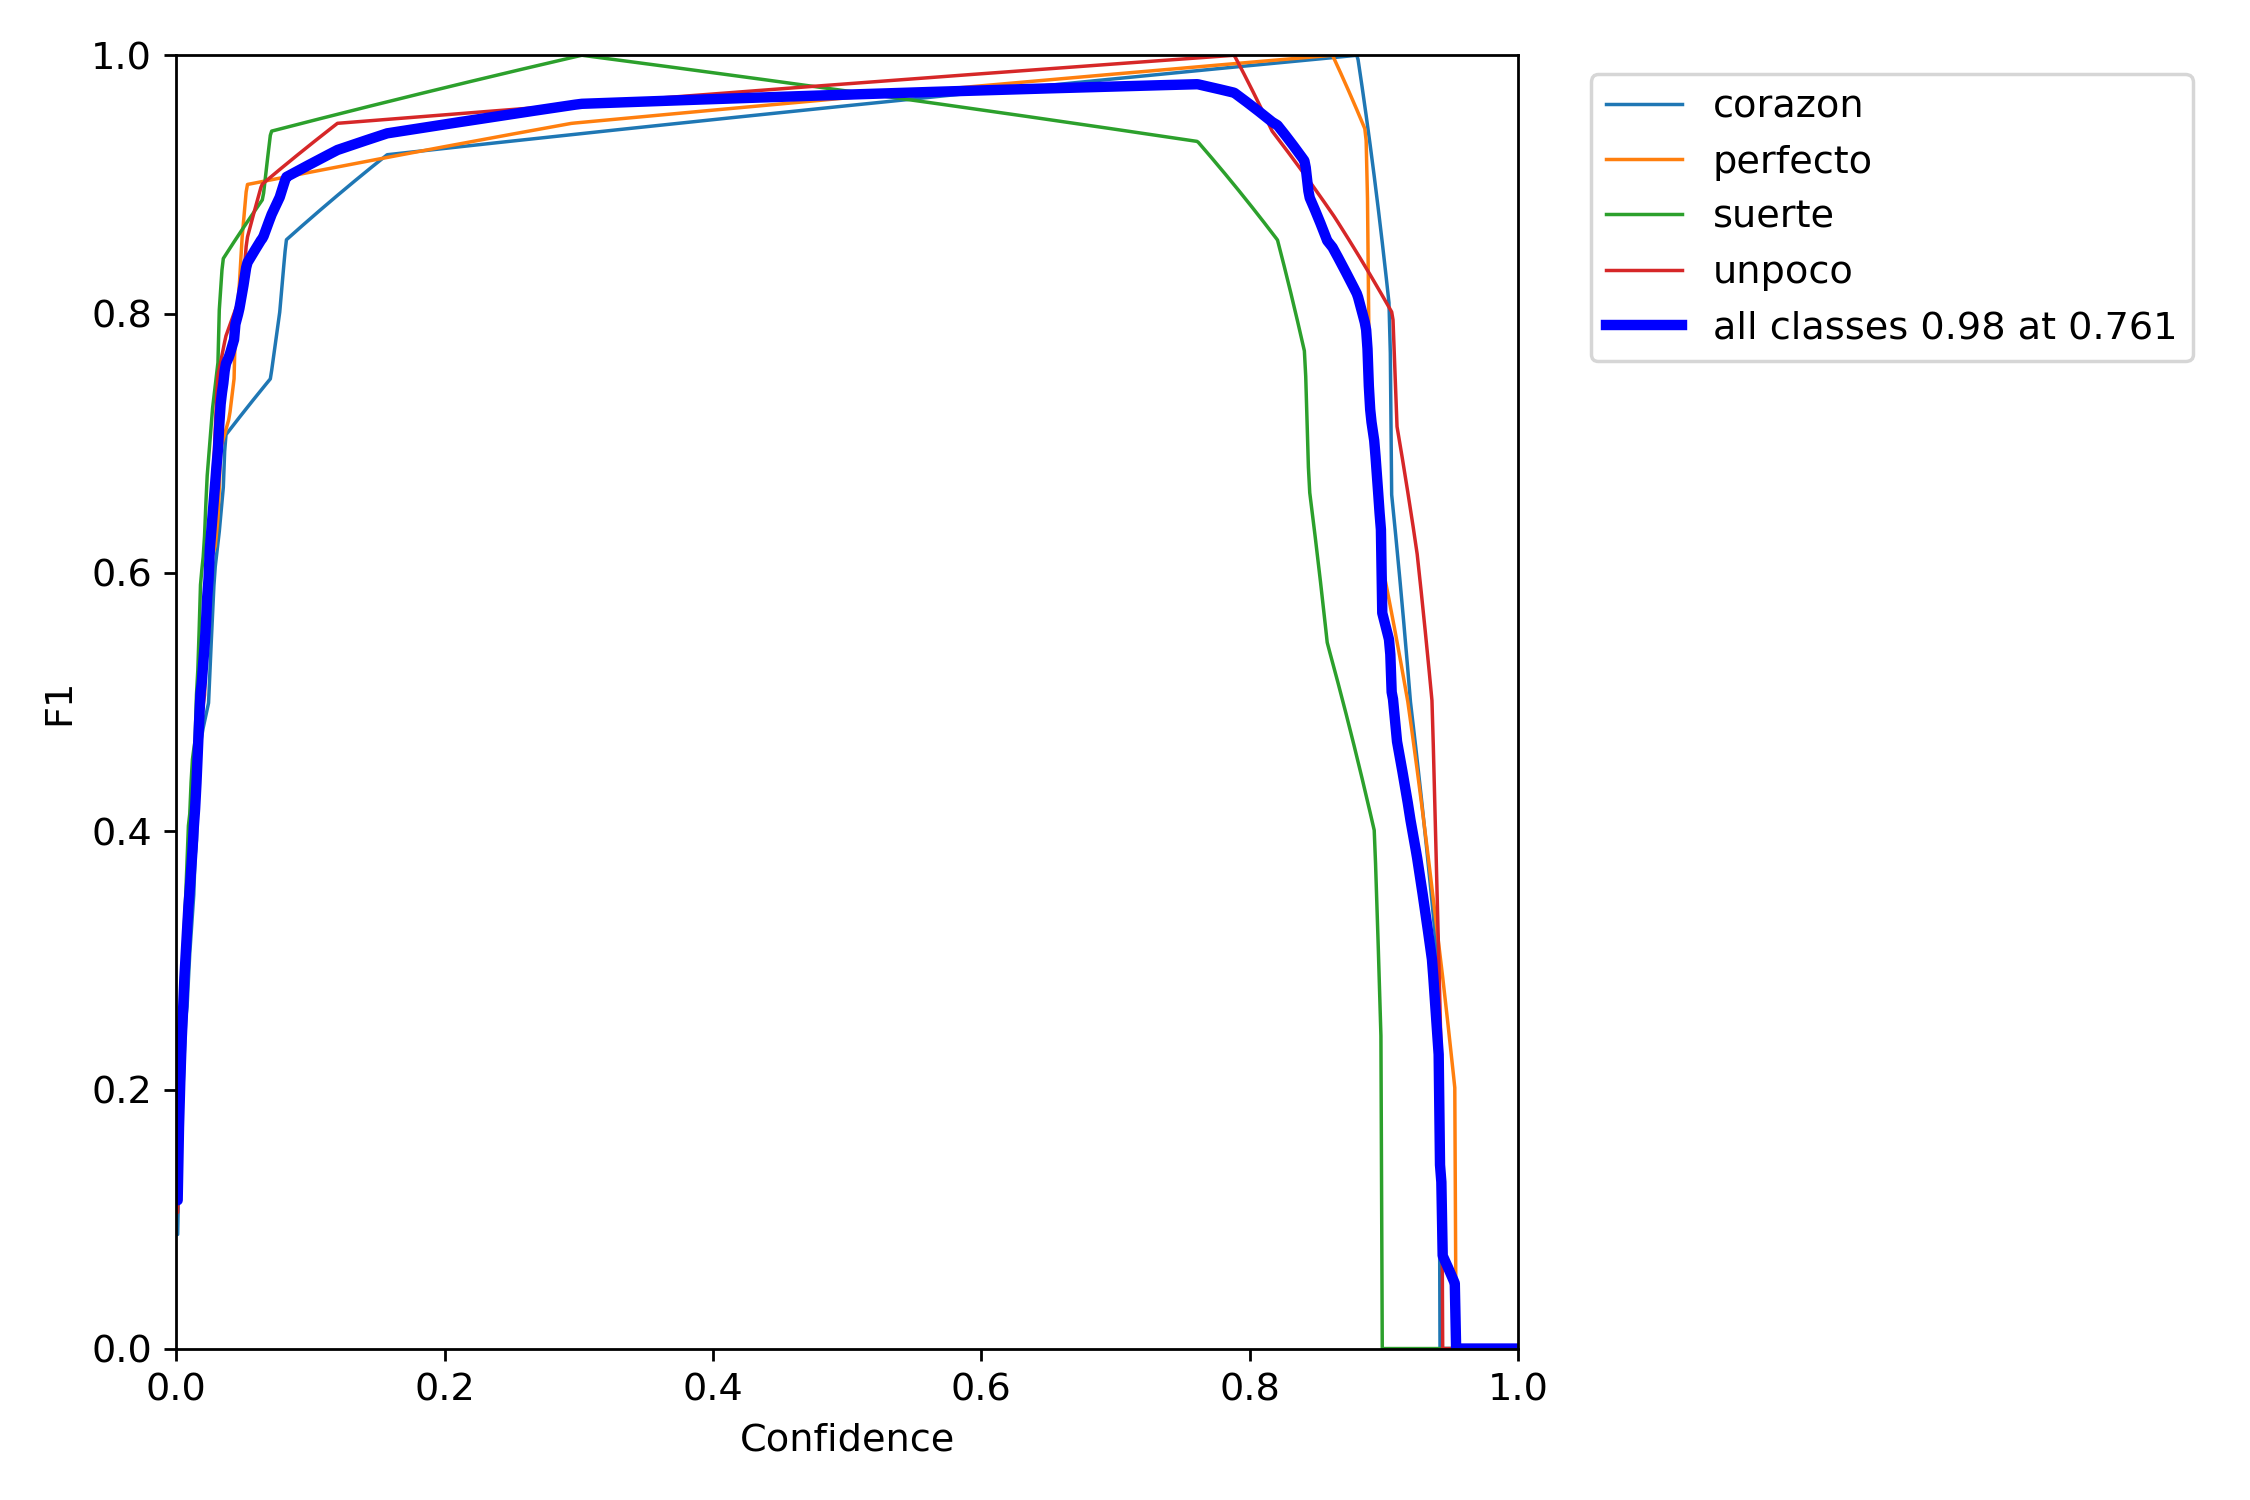 1.0
0.8
0.6
0.4
0.2
0.0
F1
0.0 0.2 0.4 0.6 0.8 1.0
Confidence
corazon
perfecto
suerte
unpoco
all classes 0.98 at 0.761